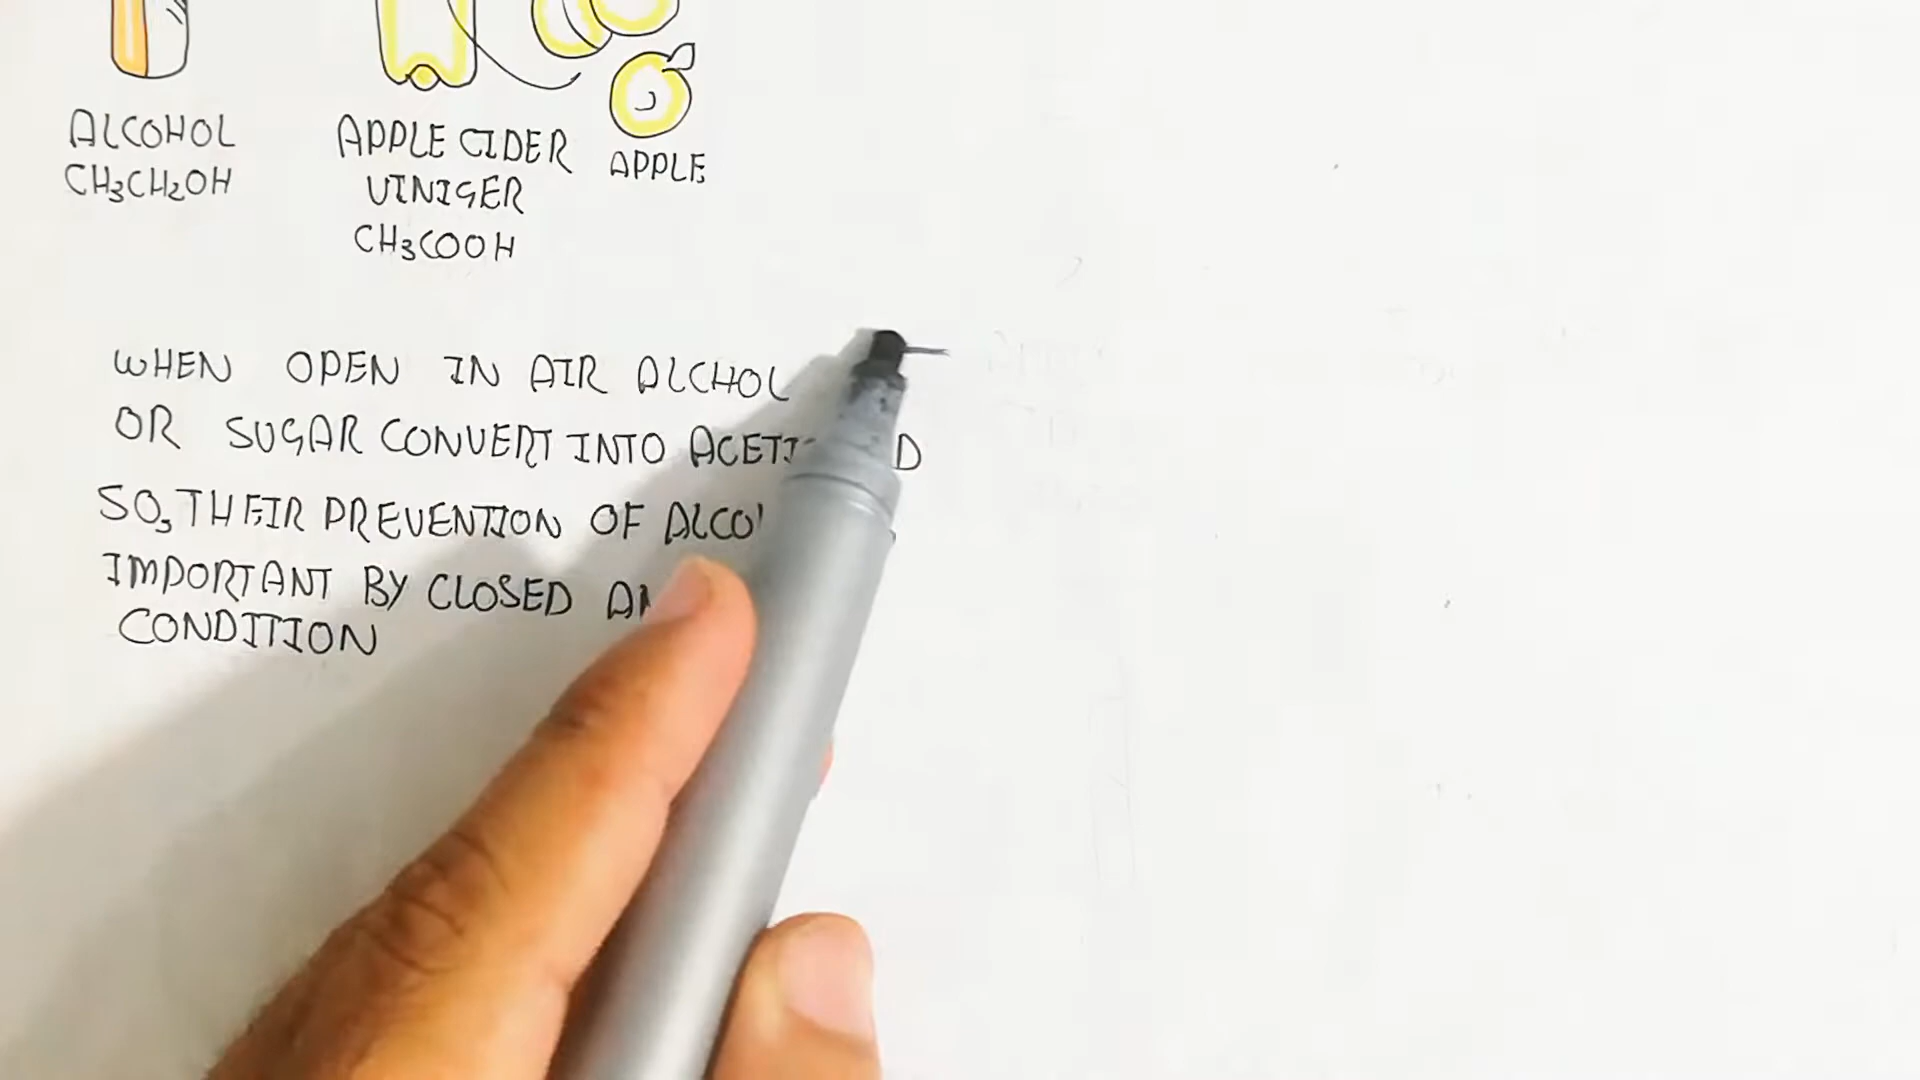 ALCOHOL
CH₃CH₂OH
APPLE CIDER
VINIGER
CH₃COOH
APPLE
WHEN OPEN IN AIR ALCHOL
OR SUGAR CONVERT INTO
SO, THEIR PREVENTION OF
IMPORTANT BY CLOSED
CONDITION